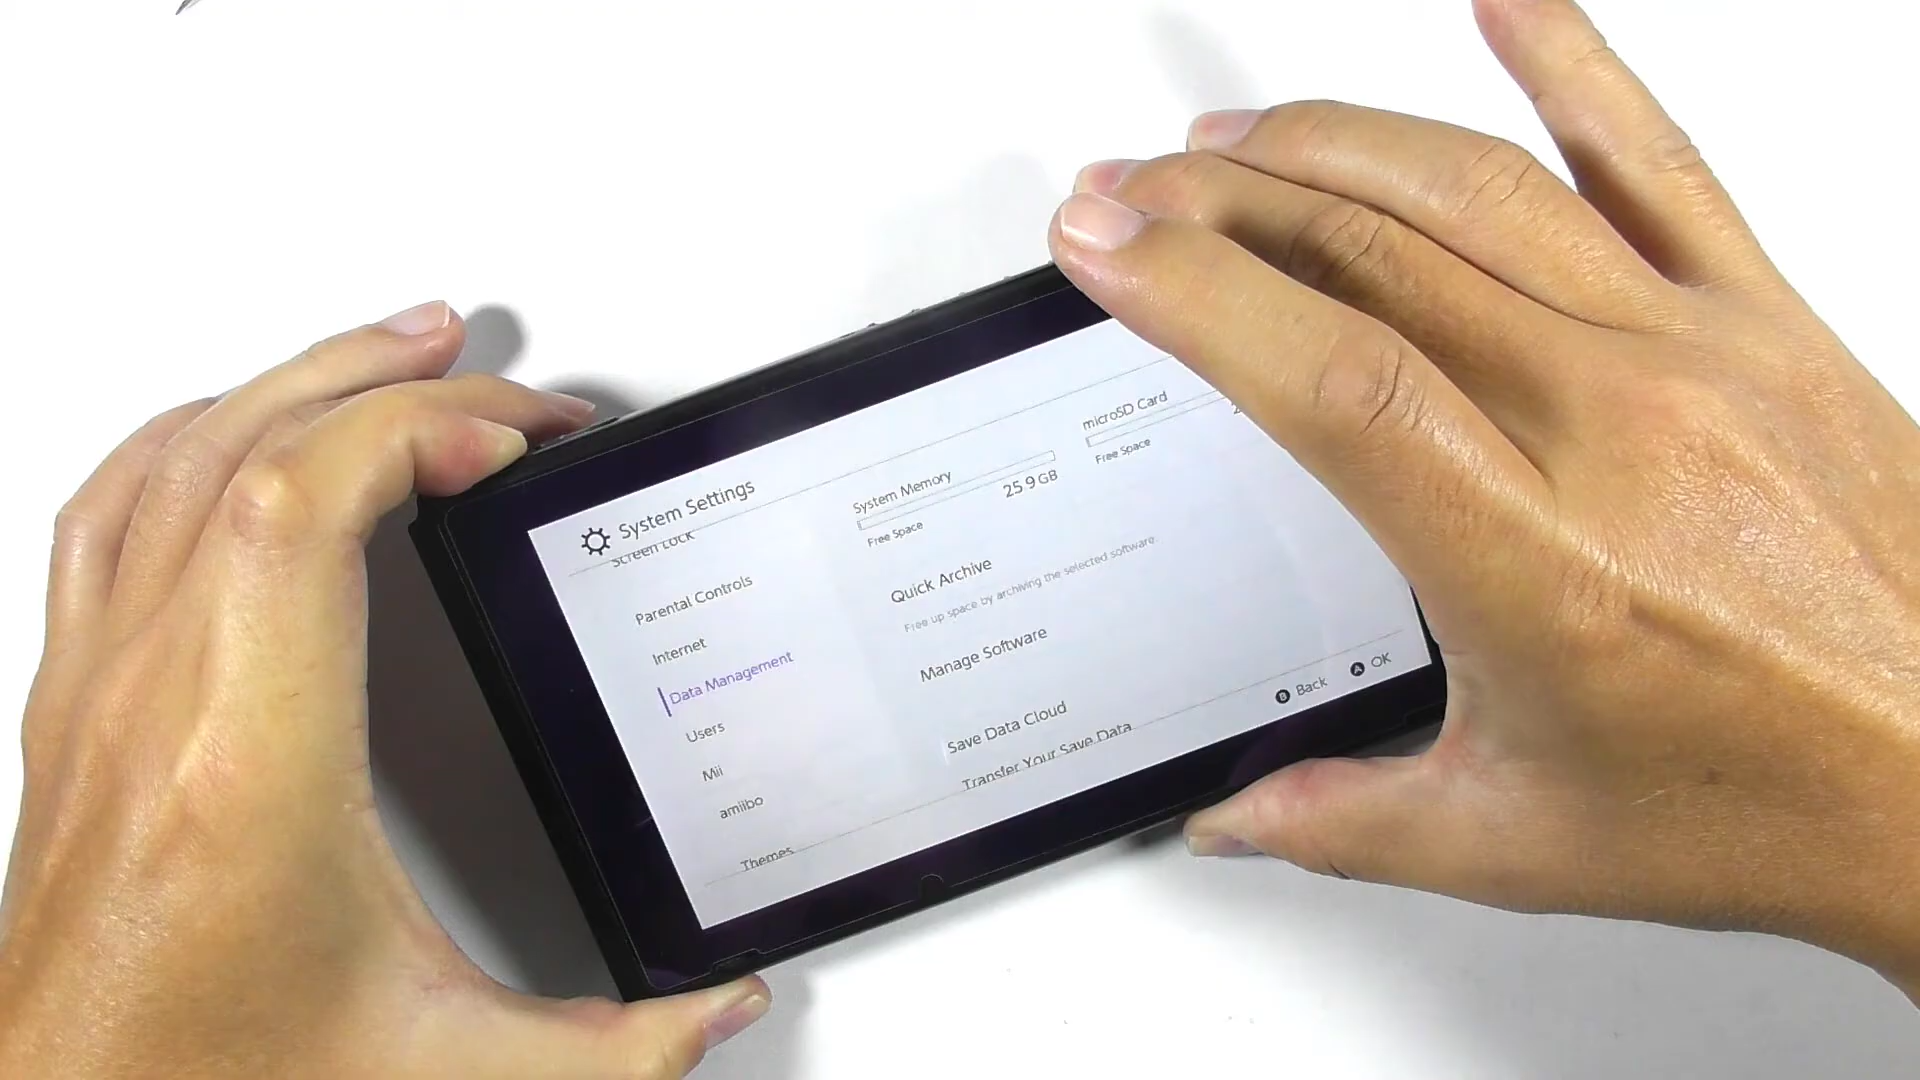 System Settings
Screen Lock
Parental Controls
Internet
Data Management
Users
Mii
amiibo
Themes
System Memory
Free Space
25.9 GB
microSD Card
Free Space
2
Quick Archive
Free up space by archiving the selected software.
Manage Software
Save Data Cloud
Transfer Your Save Data
B Back
A OK